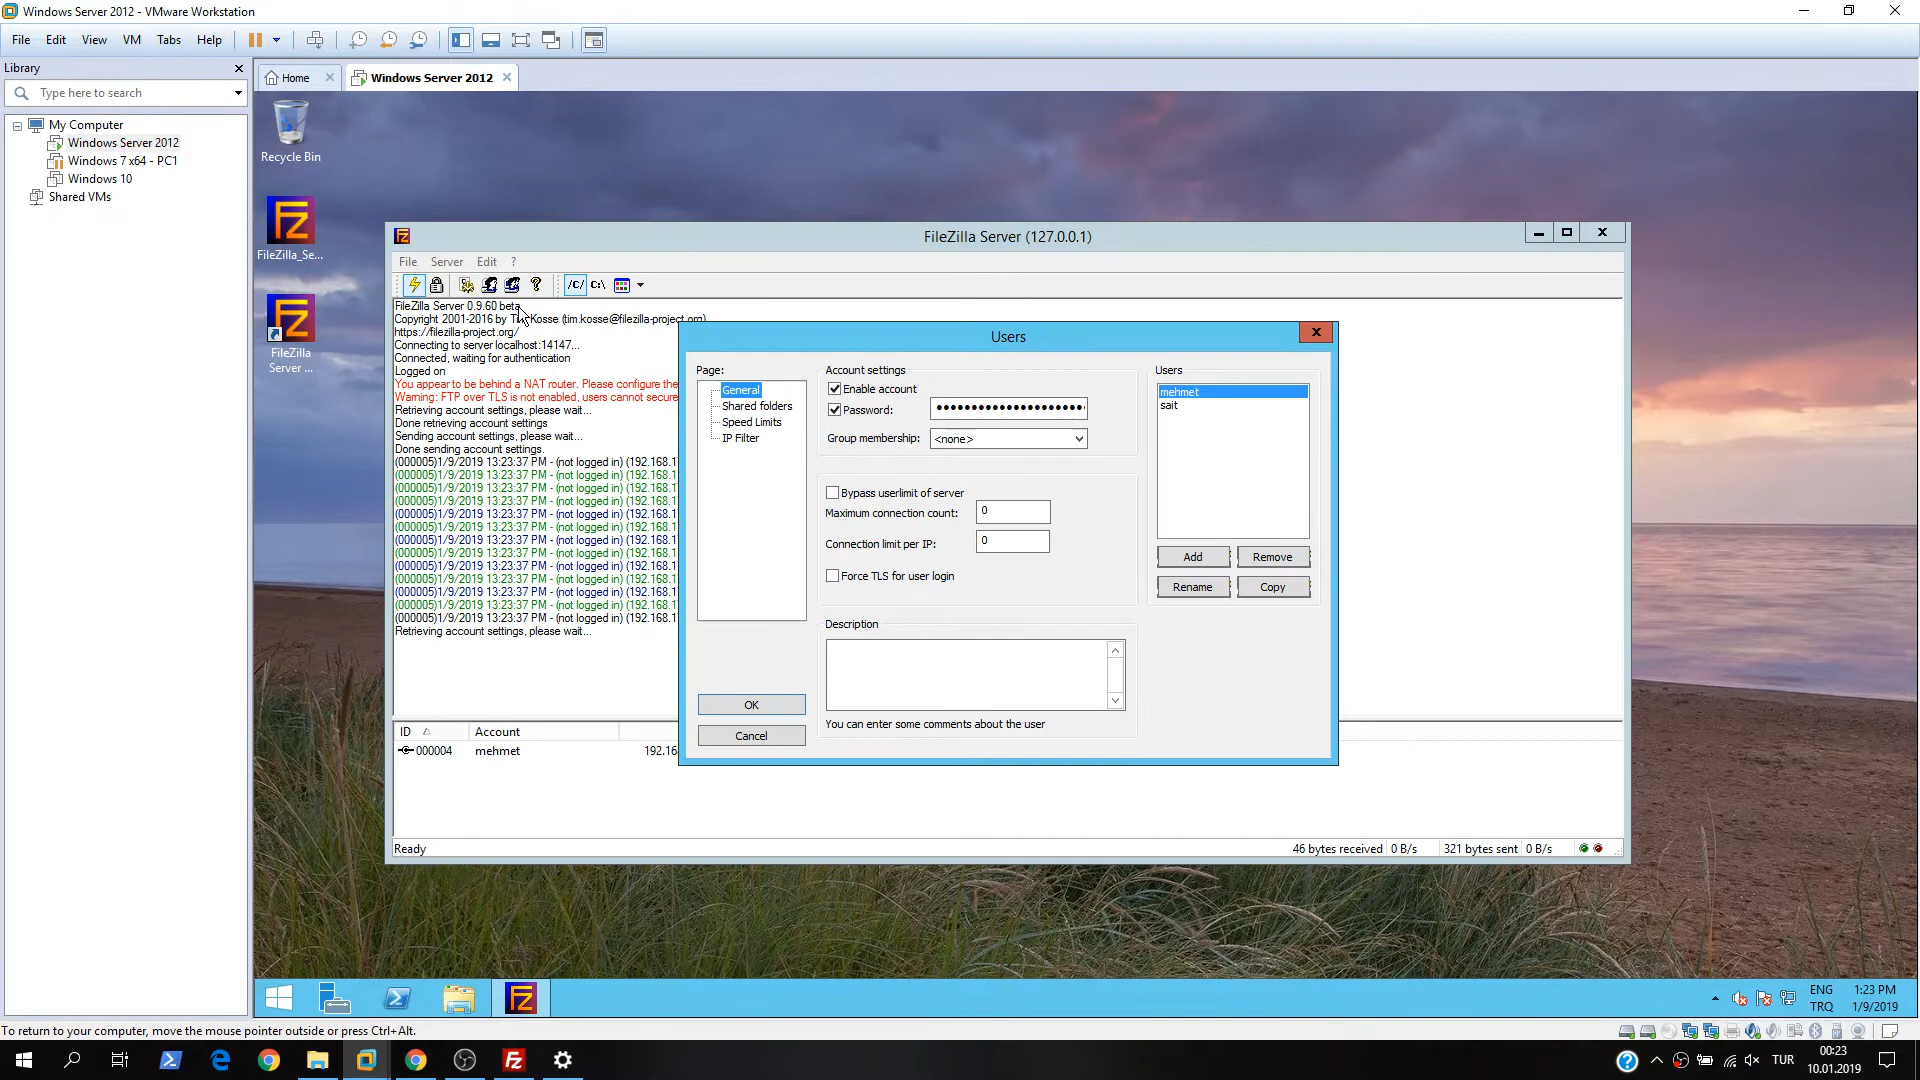 Windows Server 2012 - VMware Workstation
File Edit View VM Tabs Help
Library
Type here to search
My Computer
Windows Server 2012
Windows 7 x64 - PC1
Windows 10
Shared VMs
Home
Windows Server 2012
Recycle Bin
FileZilla_Se...
FileZilla
Server ...
FileZilla Server (127.0.0.1)
File Server Edit ?
/C/ C:\
FileZilla Server 0.9.60 beta
Copyright 2001-2016 by Tim Kosse (tim.kosse@filezilla-project.org)
https://filezilla-project.org/
Connecting to server localhost:14147...
Connected, waiting for authentication
Logged on
You appear to be behind a NAT router. Please configure the
Warning: FTP over TLS is not enabled, users cannot secure
Retrieving account settings, please wait...
Done retrieving account settings
Sending account settings, please wait...
Done sending account settings.
(000005)1/9/2019 13:23:37 PM - (not logged in) (192.168.1
(000005)1/9/2019 13:23:37 PM - (not logged in) (192.168.1
(000005)1/9/2019 13:23:37 PM - (not logged in) (192.168.1
(000005)1/9/2019 13:23:37 PM - (not logged in) (192.168.1
(000005)1/9/2019 13:23:37 PM - (not logged in) (192.168.1
(000005)1/9/2019 13:23:37 PM - (not logged in) (192.168.1
(000005)1/9/2019 13:23:37 PM - (not logged in) (192.168.1
(000005)1/9/2019 13:23:37 PM - (not logged in) (192.168.1
(000005)1/9/2019 13:23:37 PM - (not logged in) (192.168.1
(000005)1/9/2019 13:23:37 PM - (not logged in) (192.168.1
(000005)1/9/2019 13:23:37 PM - (not logged in) (192.168.1
(000005)1/9/2019 13:23:37 PM - (not logged in) (192.168.1
(000005)1/9/2019 13:23:37 PM - (not logged in) (192.168.1
Retrieving account settings, please wait...
ID Account
000004 mehmet 192.16
Ready
46 bytes received 0 B/s 321 bytes sent 0 B/s
Users
Page:
General
Shared folders
Speed Limits
IP Filter
OK
Cancel
Account settings
Enable account
Password:
Group membership: <none>
Bypass userlimit of server
Maximum connection count: 0
Connection limit per IP: 0
Force TLS for user login
Description
You can enter some comments about the user
Users
mehmet
sait
Add Remove
Rename Copy
ENG
TRQ
1:23 PM
1/9/2019
To return to your computer, move the mouse pointer outside or press Ctrl+Alt.
TUR
00:23
10.01.2019